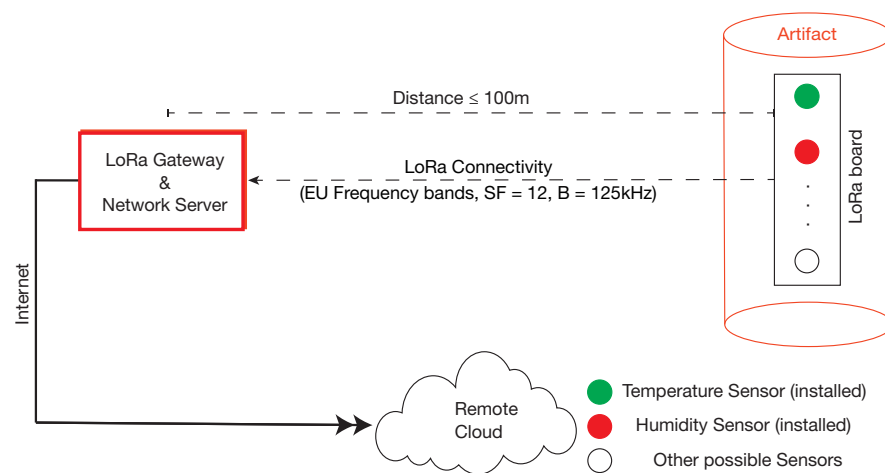 Artifact
Distance ≤ 100m
LoRa Gateway
&
Network Server
LoRa Connectivity
(EU Frequency bands, SF = 12, B = 125kHz)
LoRa board
Internet
Remote
Cloud
Temperature Sensor (installed)
Humidity Sensor (installed)
Other possible Sensors